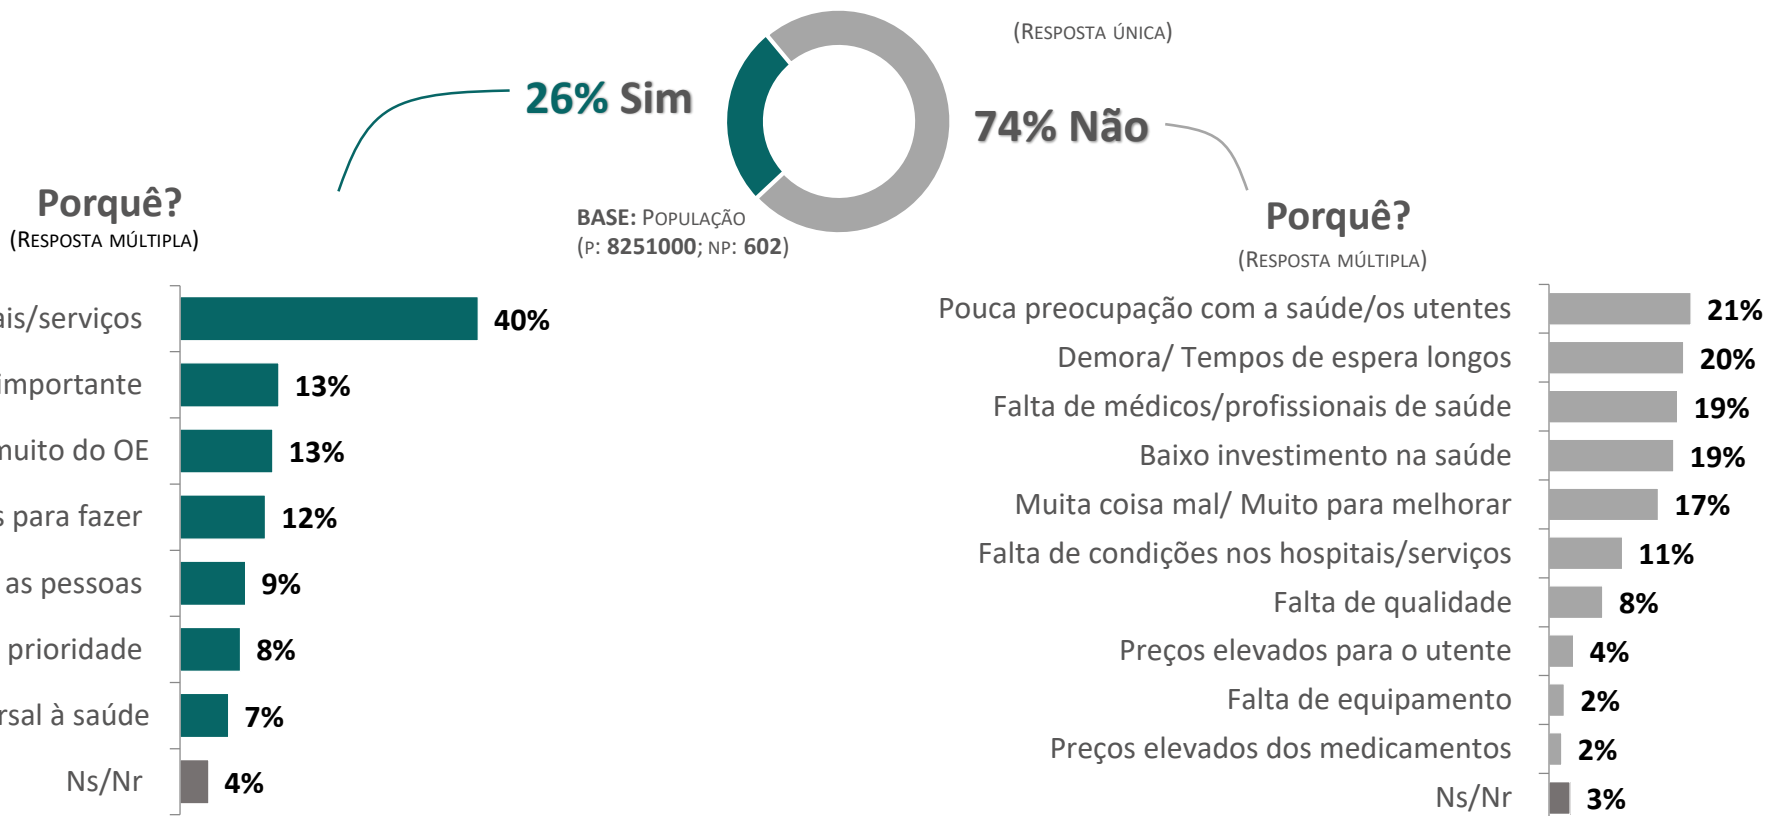 (RESPOSTA ÚNICA)
26% Sim
74% Não
BASE: POPULAÇÃO
(P: 8251000; NP: 602)
Porquê?
(RESPOSTA MÚLTIPLA)
ais/serviços 40%
importante 13%
muito do OE 13%
s para fazer 12%
as pessoas 9%
prioridade 8%
rsal à saúde 7%
Ns/Nr 4%
Porquê?
(RESPOSTA MÚLTIPLA)
Pouca preocupação com a saúde/os utentes 21%
Demora/ Tempos de espera longos 20%
Falta de médicos/profissionais de saúde 19%
Baixo investimento na saúde 19%
Muita coisa mal/ Muito para melhorar 17%
Falta de condições nos hospitais/serviços 11%
Falta de qualidade 8%
Preços elevados para o utente 4%
Falta de equipamento 2%
Preços elevados dos medicamentos 2%
Ns/Nr 3%